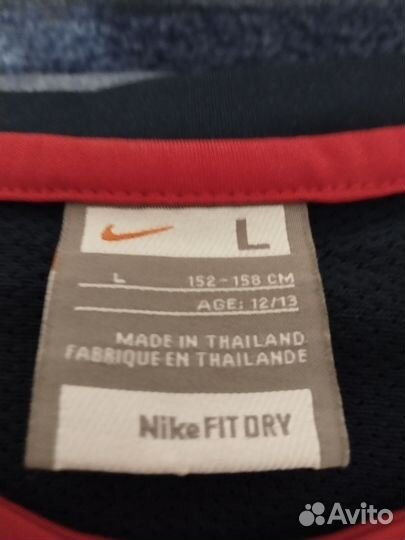 L
L 152-158 CM
AGE: 12/13
MADE IN THAILAND
FABRIQUE EN THAILANDE
Nike FIT DRY
Avito